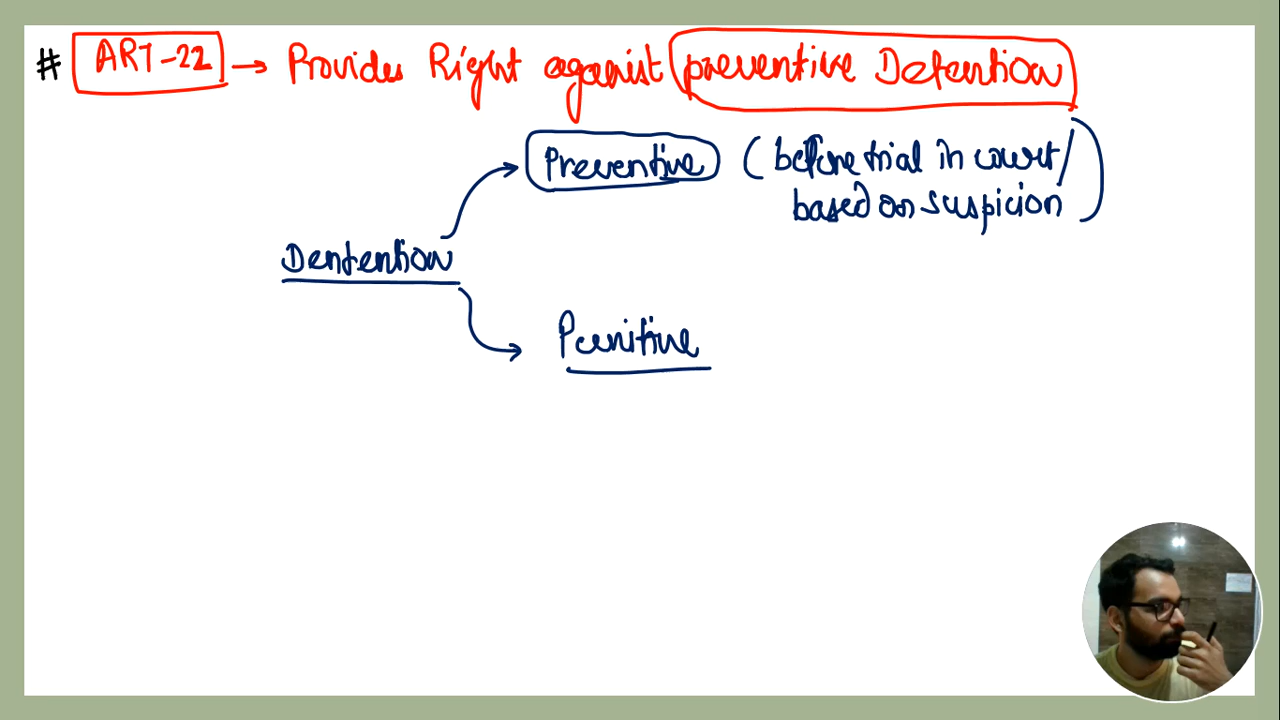 # ART-22 → Provides Right against preventive Detention
Preventive (before trial in court/
based on suspicion)
Dentention
Punitive